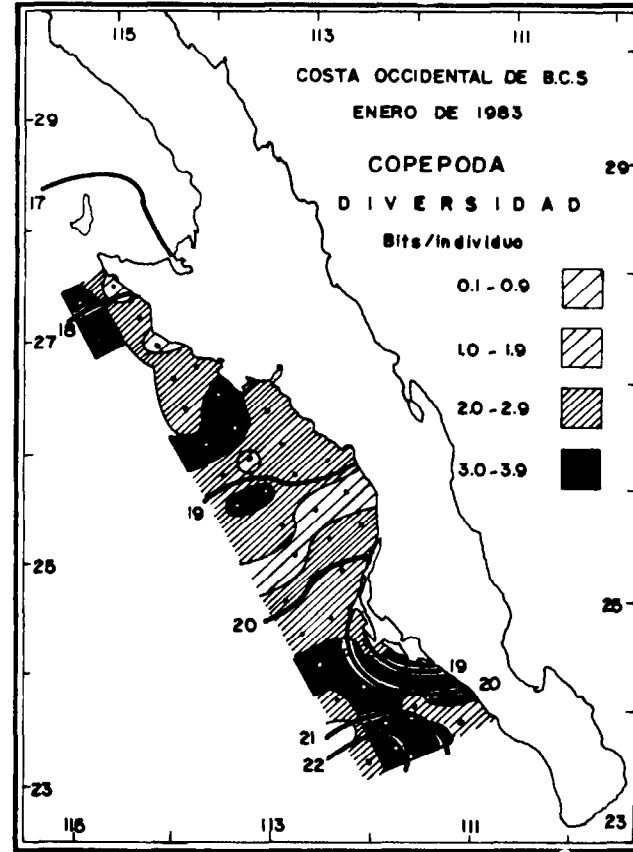 115 113 111
COSTA OCCIDENTAL DE B.C.S
ENERO DE 1983
29
COPEPODA 29
17 DIVERSIDAD
Bits/individuo
0.1 - 0.9
18
27
1.0 - 1.9
2.0 - 2.9
3.0 - 3.9
19
25
25
20
19
20
21
22
23
115 113 111 23